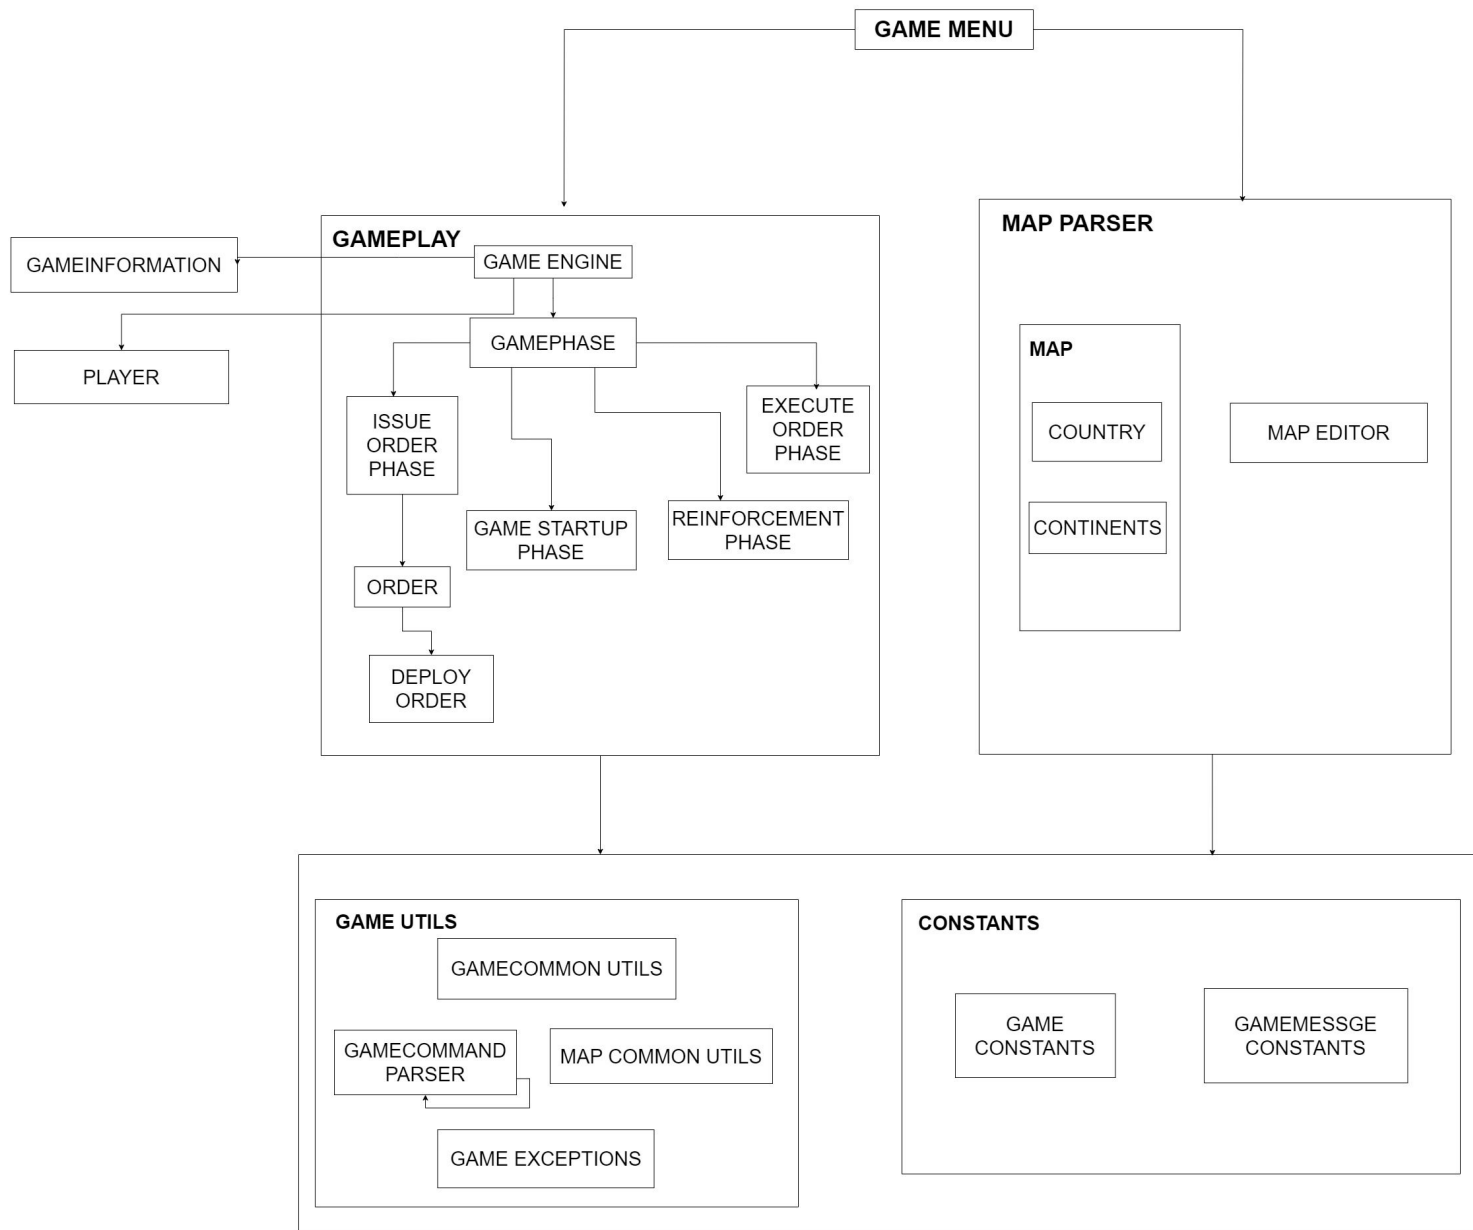 GAME MENU
GAMEPLAY
GAME ENGINE
GAMEINFORMATION
GAMEPHASE
PLAYER
ISSUE
ORDER
PHASE
EXECUTE
ORDER
PHASE
GAME STARTUP
PHASE
REINFORCEMENT
PHASE
ORDER
DEPLOY
ORDER
MAP PARSER
MAP
COUNTRY
CONTINENTS
MAP EDITOR
GAME UTILS
GAMECOMMON UTILS
GAMECOMMAND
PARSER
MAP COMMON UTILS
GAME EXCEPTIONS
CONSTANTS
GAME
CONSTANTS
GAMEMESSGE
CONSTANTS